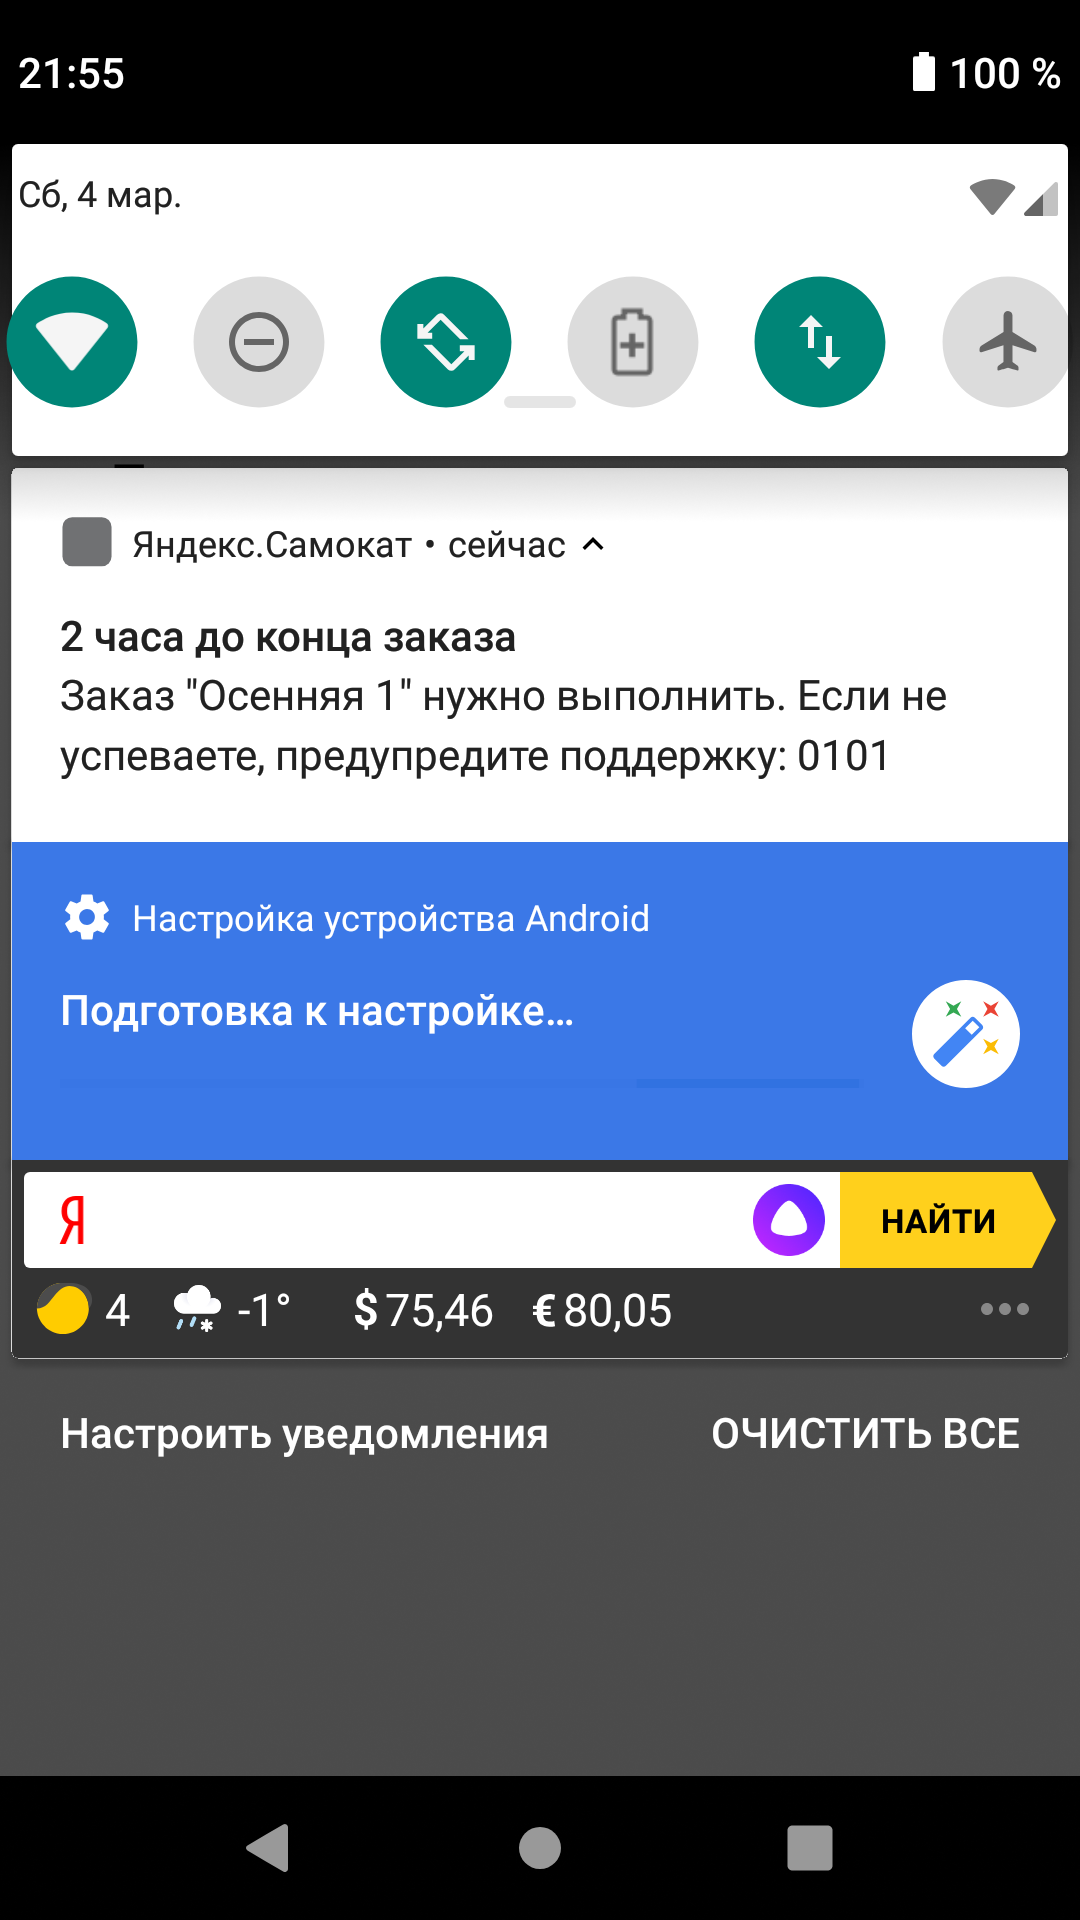 21:55
100 %
Сб, 4 мар.
Яндекс.Самокат • сейчас
2 часа до конца заказа
Заказ "Осенняя 1" нужно выполнить. Если не
успеваете, предупредите поддержку: 0101
Настройка устройства Android
Подготовка к настройке...
Я
НАЙТИ
4 -1° $ 75,46 € 80,05
Настроить уведомления
ОЧИСТИТЬ ВСЕ